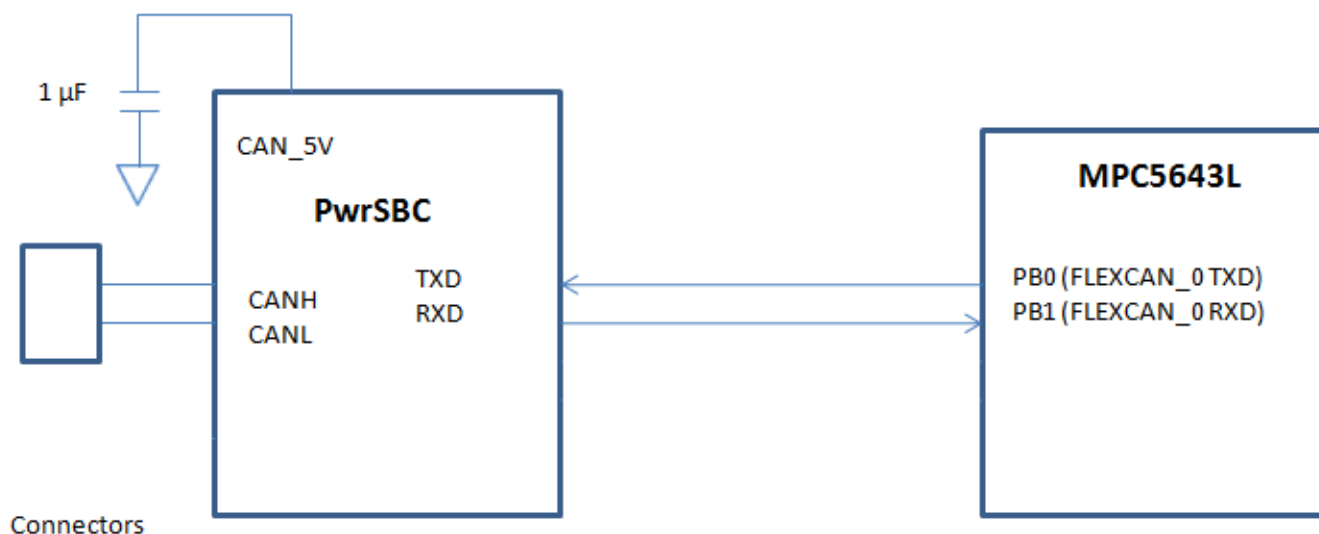 1 µF
CAN_5V
PwrSBC
CANH
CANL
TXD
RXD
MPC5643L
PB0 (FLEXCAN_0 TXD)
PB1 (FLEXCAN_0 RXD)
Connectors